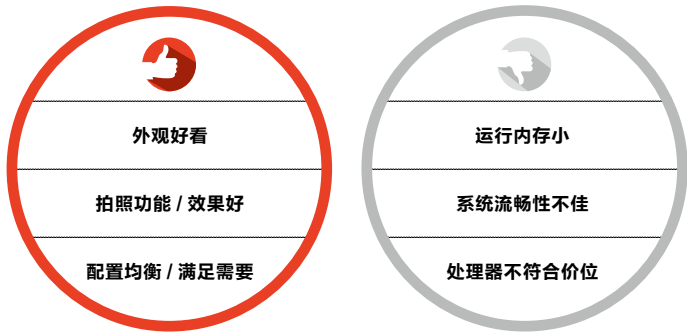 外观好看
拍照功能 / 效果好
配置均衡 / 满足需要
运行内存小
系统流畅性不佳
处理器不符合价位